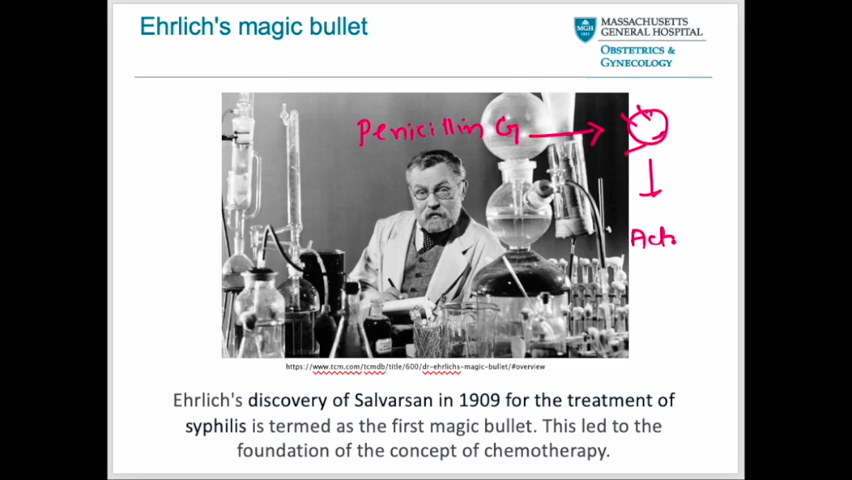 Ehrlich's magic bullet
MASSACHUSETTS
GENERAL HOSPITAL
OBSTETRICS &
GYNECOLOGY
MGH
1811
Penicillin G
https://www.tcm.com/tcmdb/title/600/dr-ehrlichs-magic-bullet/#overview
Ehrlich's discovery of Salvarsan in 1909 for the treatment of
syphilis is termed as the first magic bullet. This led to the
foundation of the concept of chemotherapy.